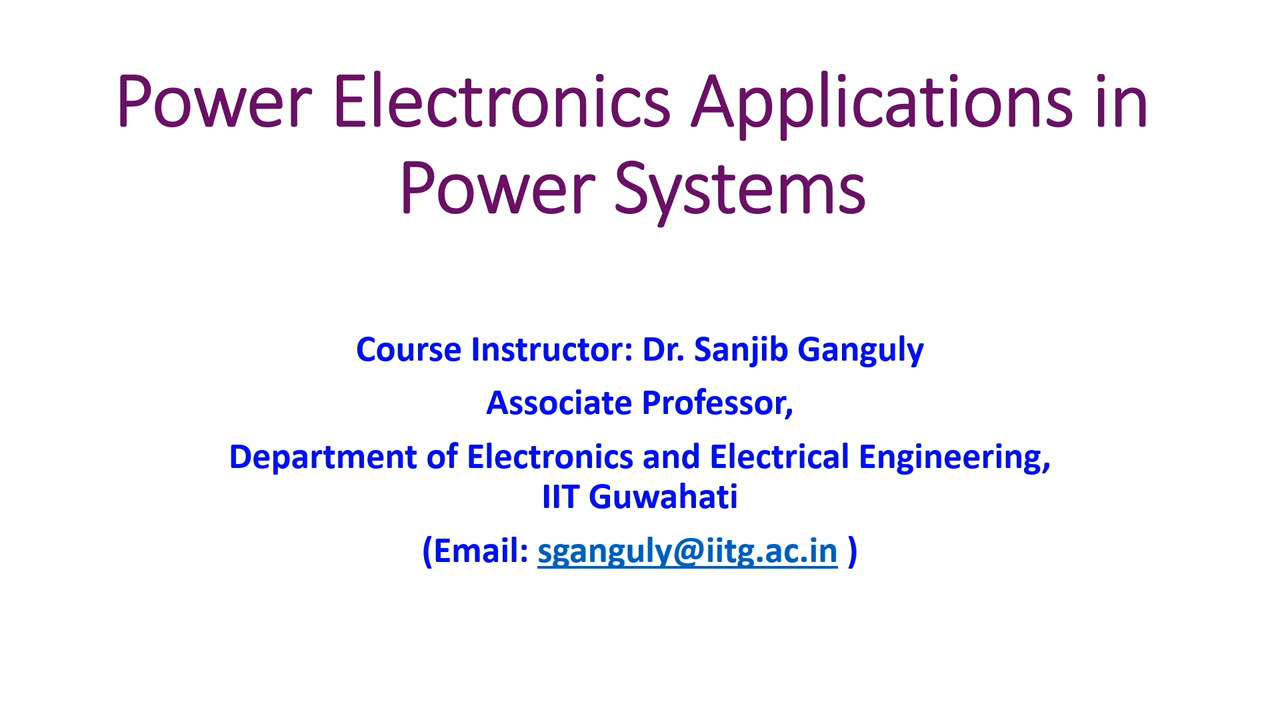 Power Electronics Applications in
Power Systems
Course Instructor: Dr. Sanjib Ganguly
Associate Professor,
Department of Electronics and Electrical Engineering,
IIT Guwahati
(Email: sganguly@iitg.ac.in )